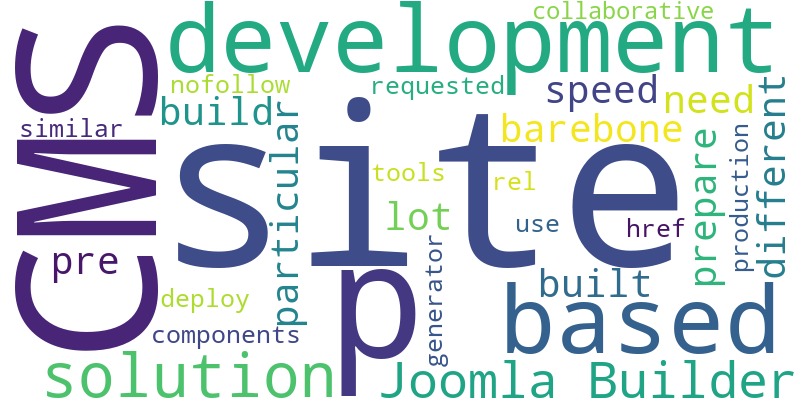 collaborative
development
CMS
nofollow
requested
speed
need
build
similar
particular
site
barebone
different
prepare
production
tools
rel
lot
use
href
pre
generator
p
built
deploy
based
components
solution
Joomla Builder